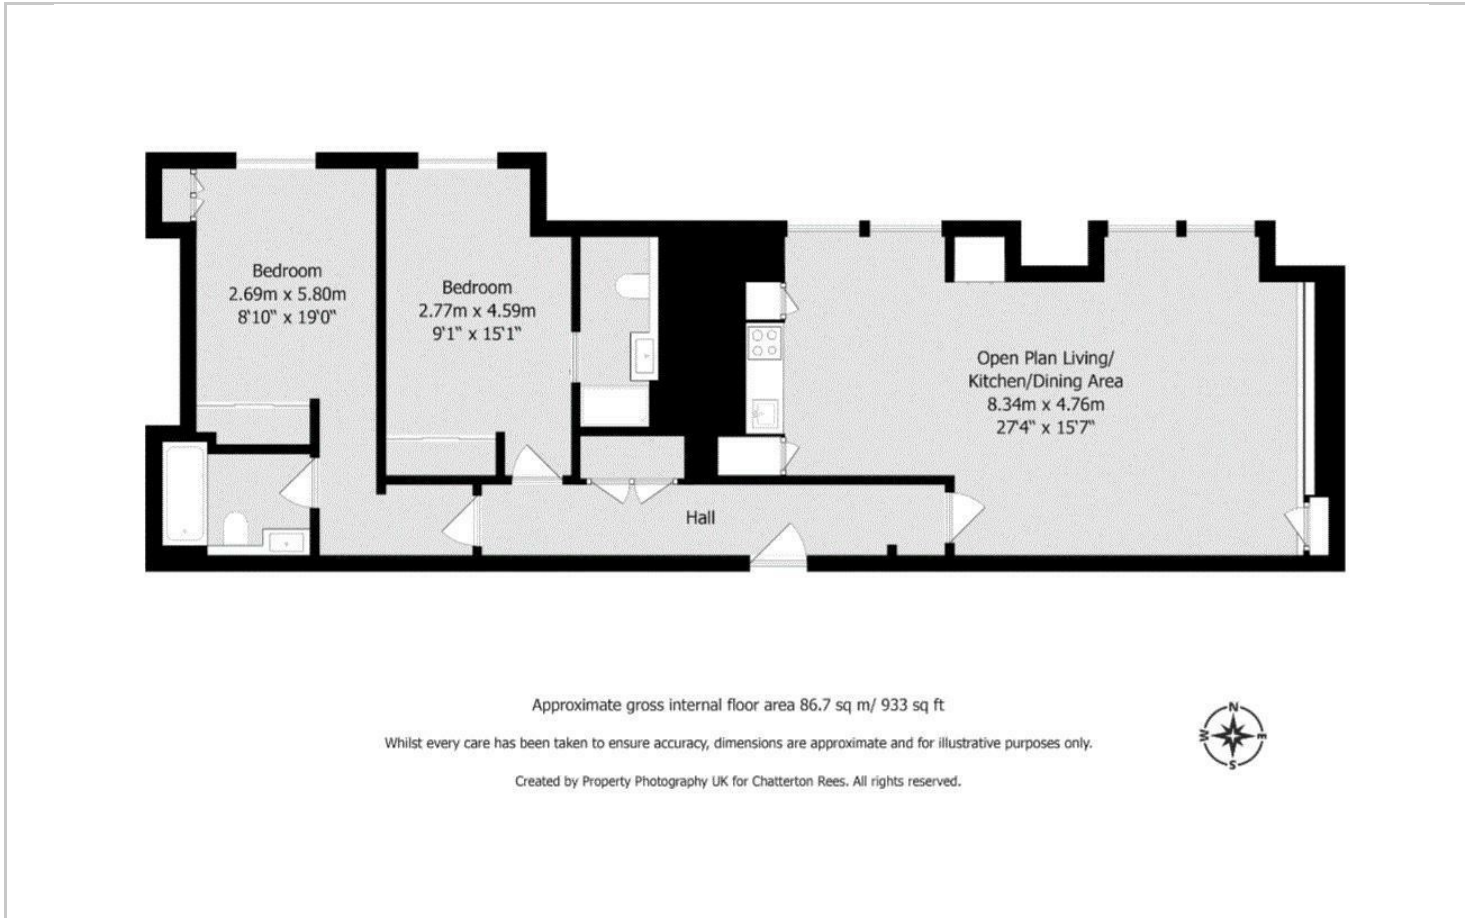 Bedroom
2.69m x 5.80m
8'10" x 19'0"
Bedroom
2.77m x 4.59m
9'1" x 15'1"
Open Plan Living/
Kitchen/Dining Area
8.34m x 4.76m
27'4" x 15'7"
Hall
Approximate gross internal floor area 86.7 sq m/ 933 sq ft
Whilst every care has been taken to ensure accuracy, dimensions are approximate and for illustrative purposes only.
Created by Property Photography UK for Chatterton Rees. All rights reserved.
N
W E
S